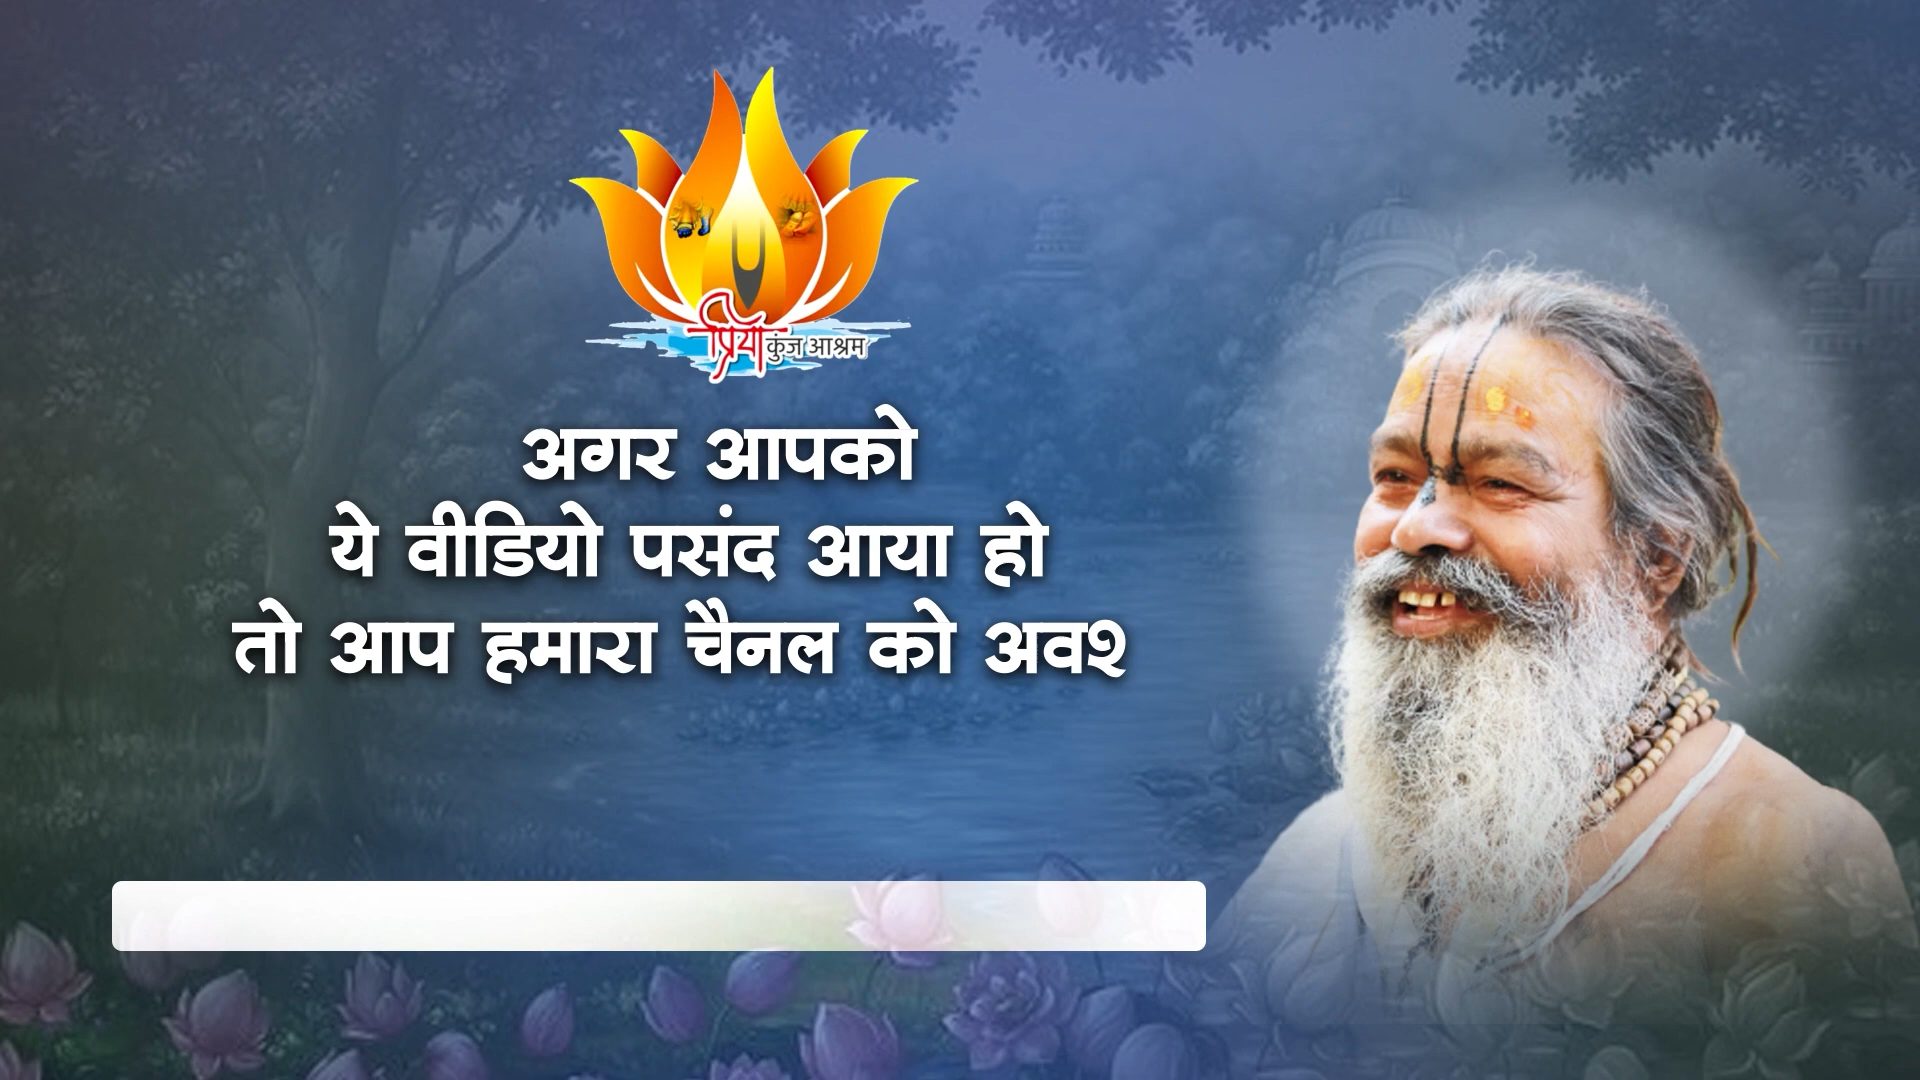 प्रिया कुंज आश्रम
अगर आपको
ये वीडियो पसंद आया हो
तो आप हमारा चैनल को अवश